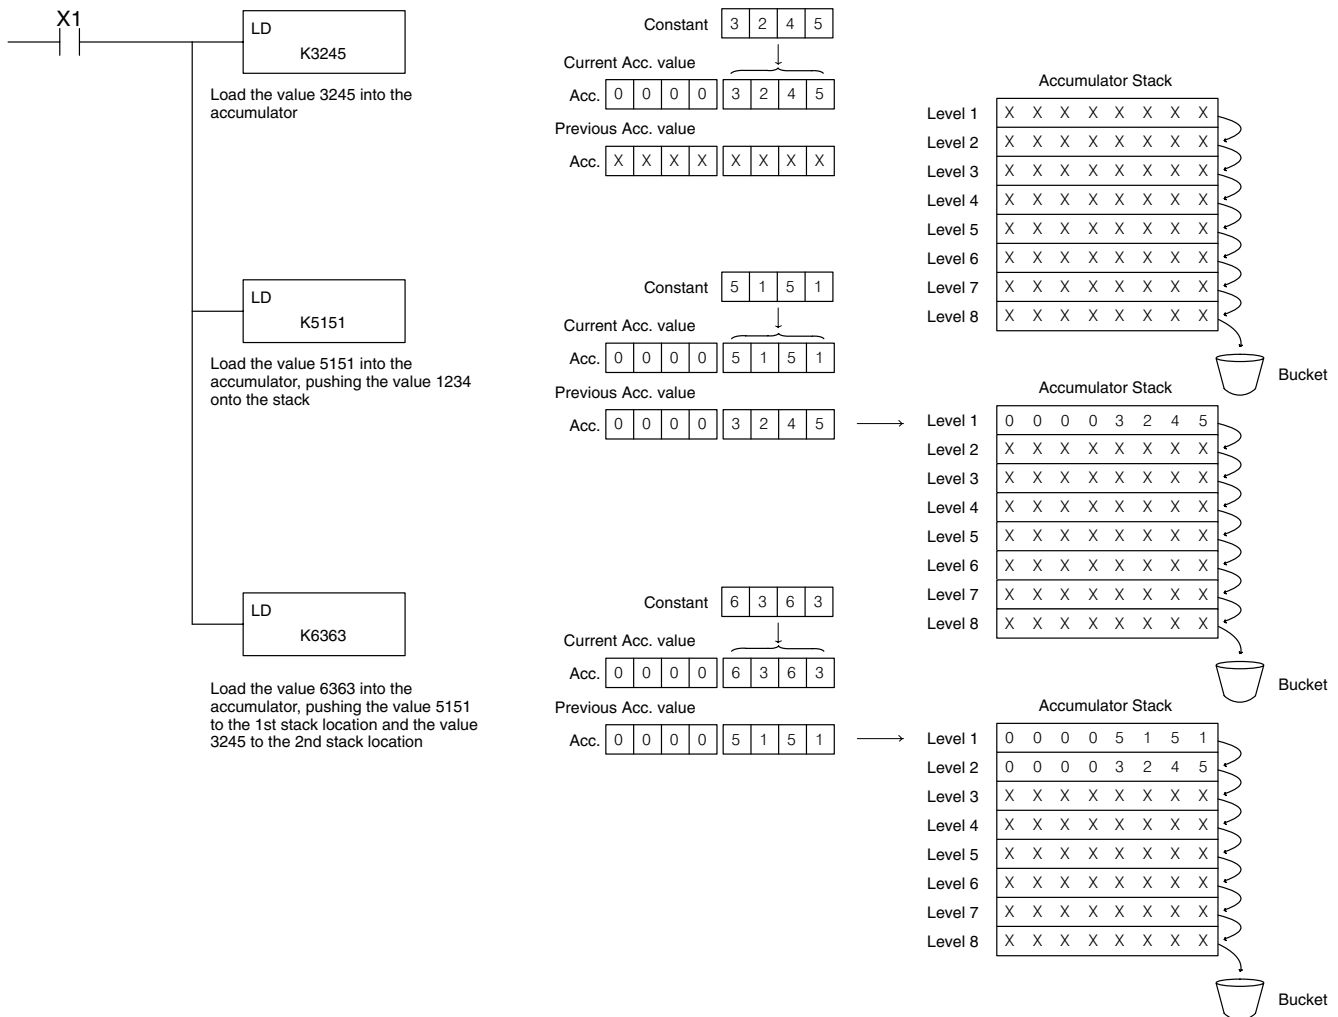 X1
LD
K3245
Load the value 3245 into the
accumulator
Constant 3 2 4 5
Current Acc. value
Acc. 0 0 0 0 3 2 4 5
Previous Acc. value
Acc. X X X X X X X X
Accumulator Stack
Level 1 X X X X X X X X
Level 2 X X X X X X X X
Level 3 X X X X X X X X
Level 4 X X X X X X X X
Level 5 X X X X X X X X
Level 6 X X X X X X X X
Level 7 X X X X X X X X
Level 8 X X X X X X X X
Bucket
LD
K5151
Load the value 5151 into the
accumulator, pushing the value 1234
onto the stack
Constant 5 1 5 1
Current Acc. value
Acc. 0 0 0 0 5 1 5 1
Previous Acc. value
Acc. 0 0 0 0 3 2 4 5
Accumulator Stack
Level 1 0 0 0 0 3 2 4 5
Level 2 X X X X X X X X
Level 3 X X X X X X X X
Level 4 X X X X X X X X
Level 5 X X X X X X X X
Level 6 X X X X X X X X
Level 7 X X X X X X X X
Level 8 X X X X X X X X
Bucket
LD
K6363
Load the value 6363 into the
accumulator, pushing the value 5151
to the 1st stack location and the value
3245 to the 2nd stack location
Constant 6 3 6 3
Current Acc. value
Acc. 0 0 0 0 6 3 6 3
Previous Acc. value
Acc. 0 0 0 0 5 1 5 1
Accumulator Stack
Level 1 0 0 0 0 5 1 5 1
Level 2 0 0 0 0 3 2 4 5
Level 3 X X X X X X X X
Level 4 X X X X X X X X
Level 5 X X X X X X X X
Level 6 X X X X X X X X
Level 7 X X X X X X X X
Level 8 X X X X X X X X
Bucket